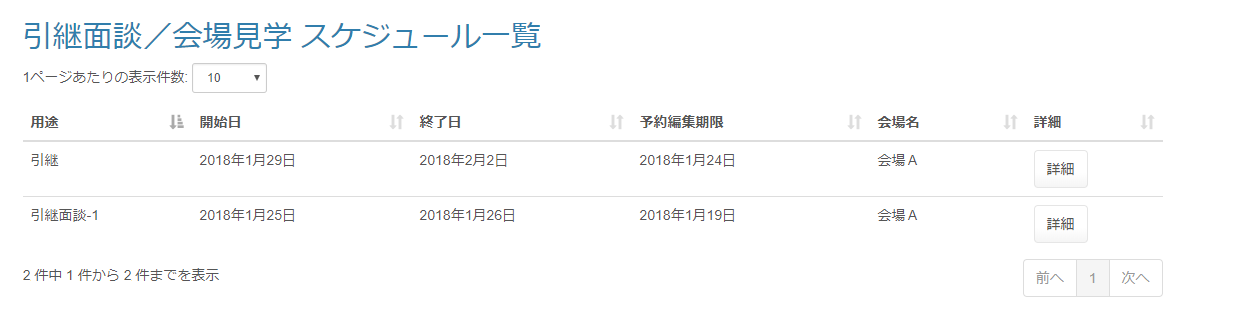 引継面談／会場見学 スケジュール一覧
1ページあたりの表示件数: 10
用途 開始日 終了日 予約編集期限 会場名 詳細
引継 2018年1月29日 2018年2月2日 2018年1月24日 会場A 詳細
引継面談-1 2018年1月25日 2018年1月26日 2018年1月19日 会場A 詳細
2 件中 1 件から 2 件までを表示 前へ 1 次へ